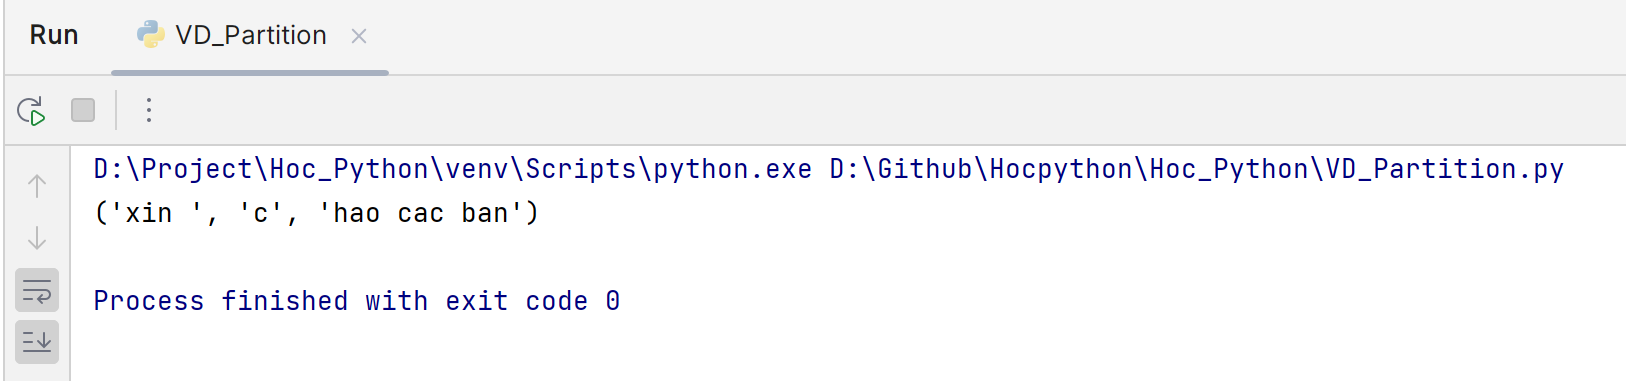 Run VD_Partition
D:\Project\Hoc_Python\venv\Scripts\python.exe D:\Github\Hocpython\Hoc_Python\VD_Partition.py
('xin ', 'c', 'hao cac ban')
Process finished with exit code 0